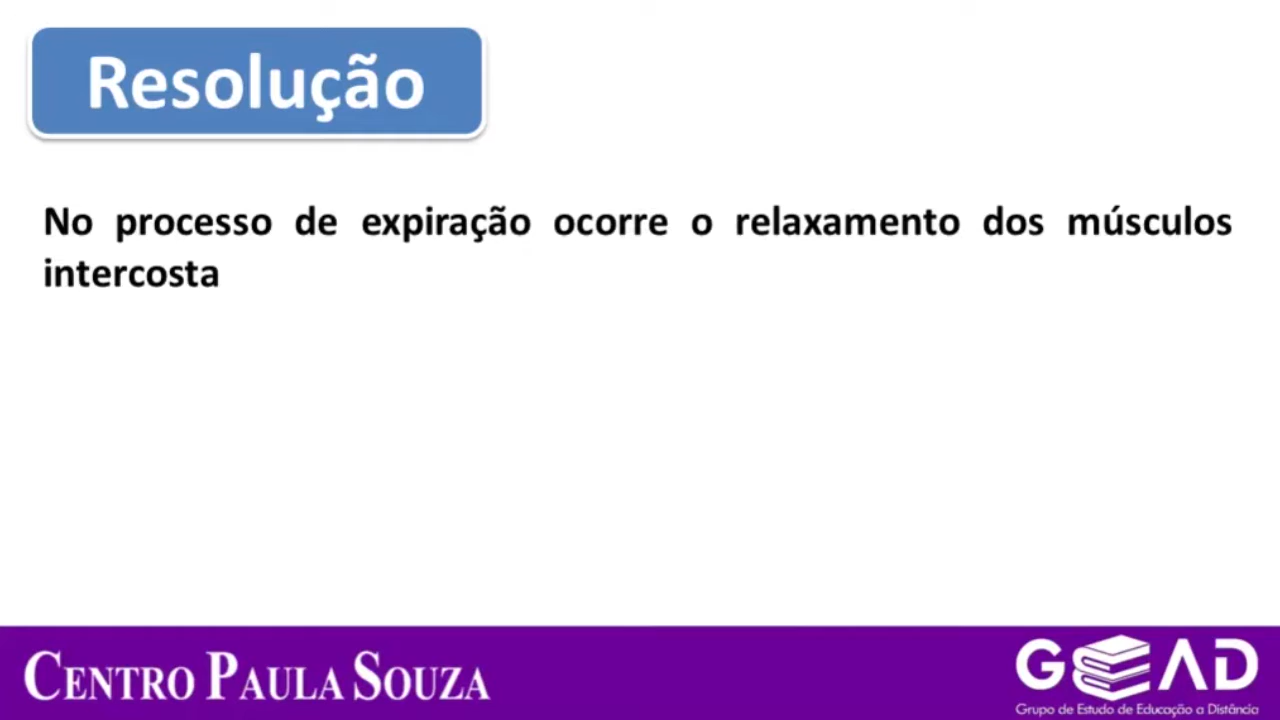 Resolução
No processo de expiração ocorre o relaxamento dos músculos
intercosta
CENTRO PAULA SOUZA
GEAD
Grupo de Estudo de Educação a Distância